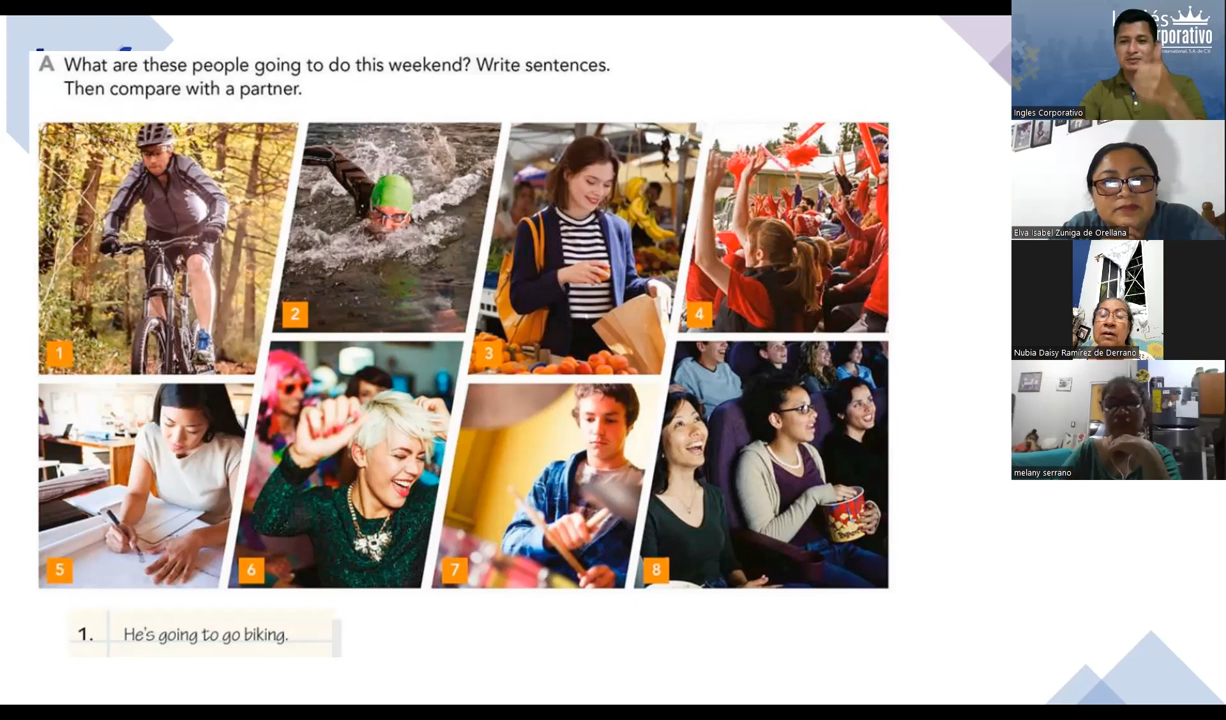 A What are these people going to do this weekend? Write sentences.
Then compare with a partner.
1
2
3
4
5
6
7
8
1. He's going to go biking.
Ingles Corporativo
Elva Isabel Zuniga de Orellana
Nubia Daisy Ramirez de Derrano
melany serrano